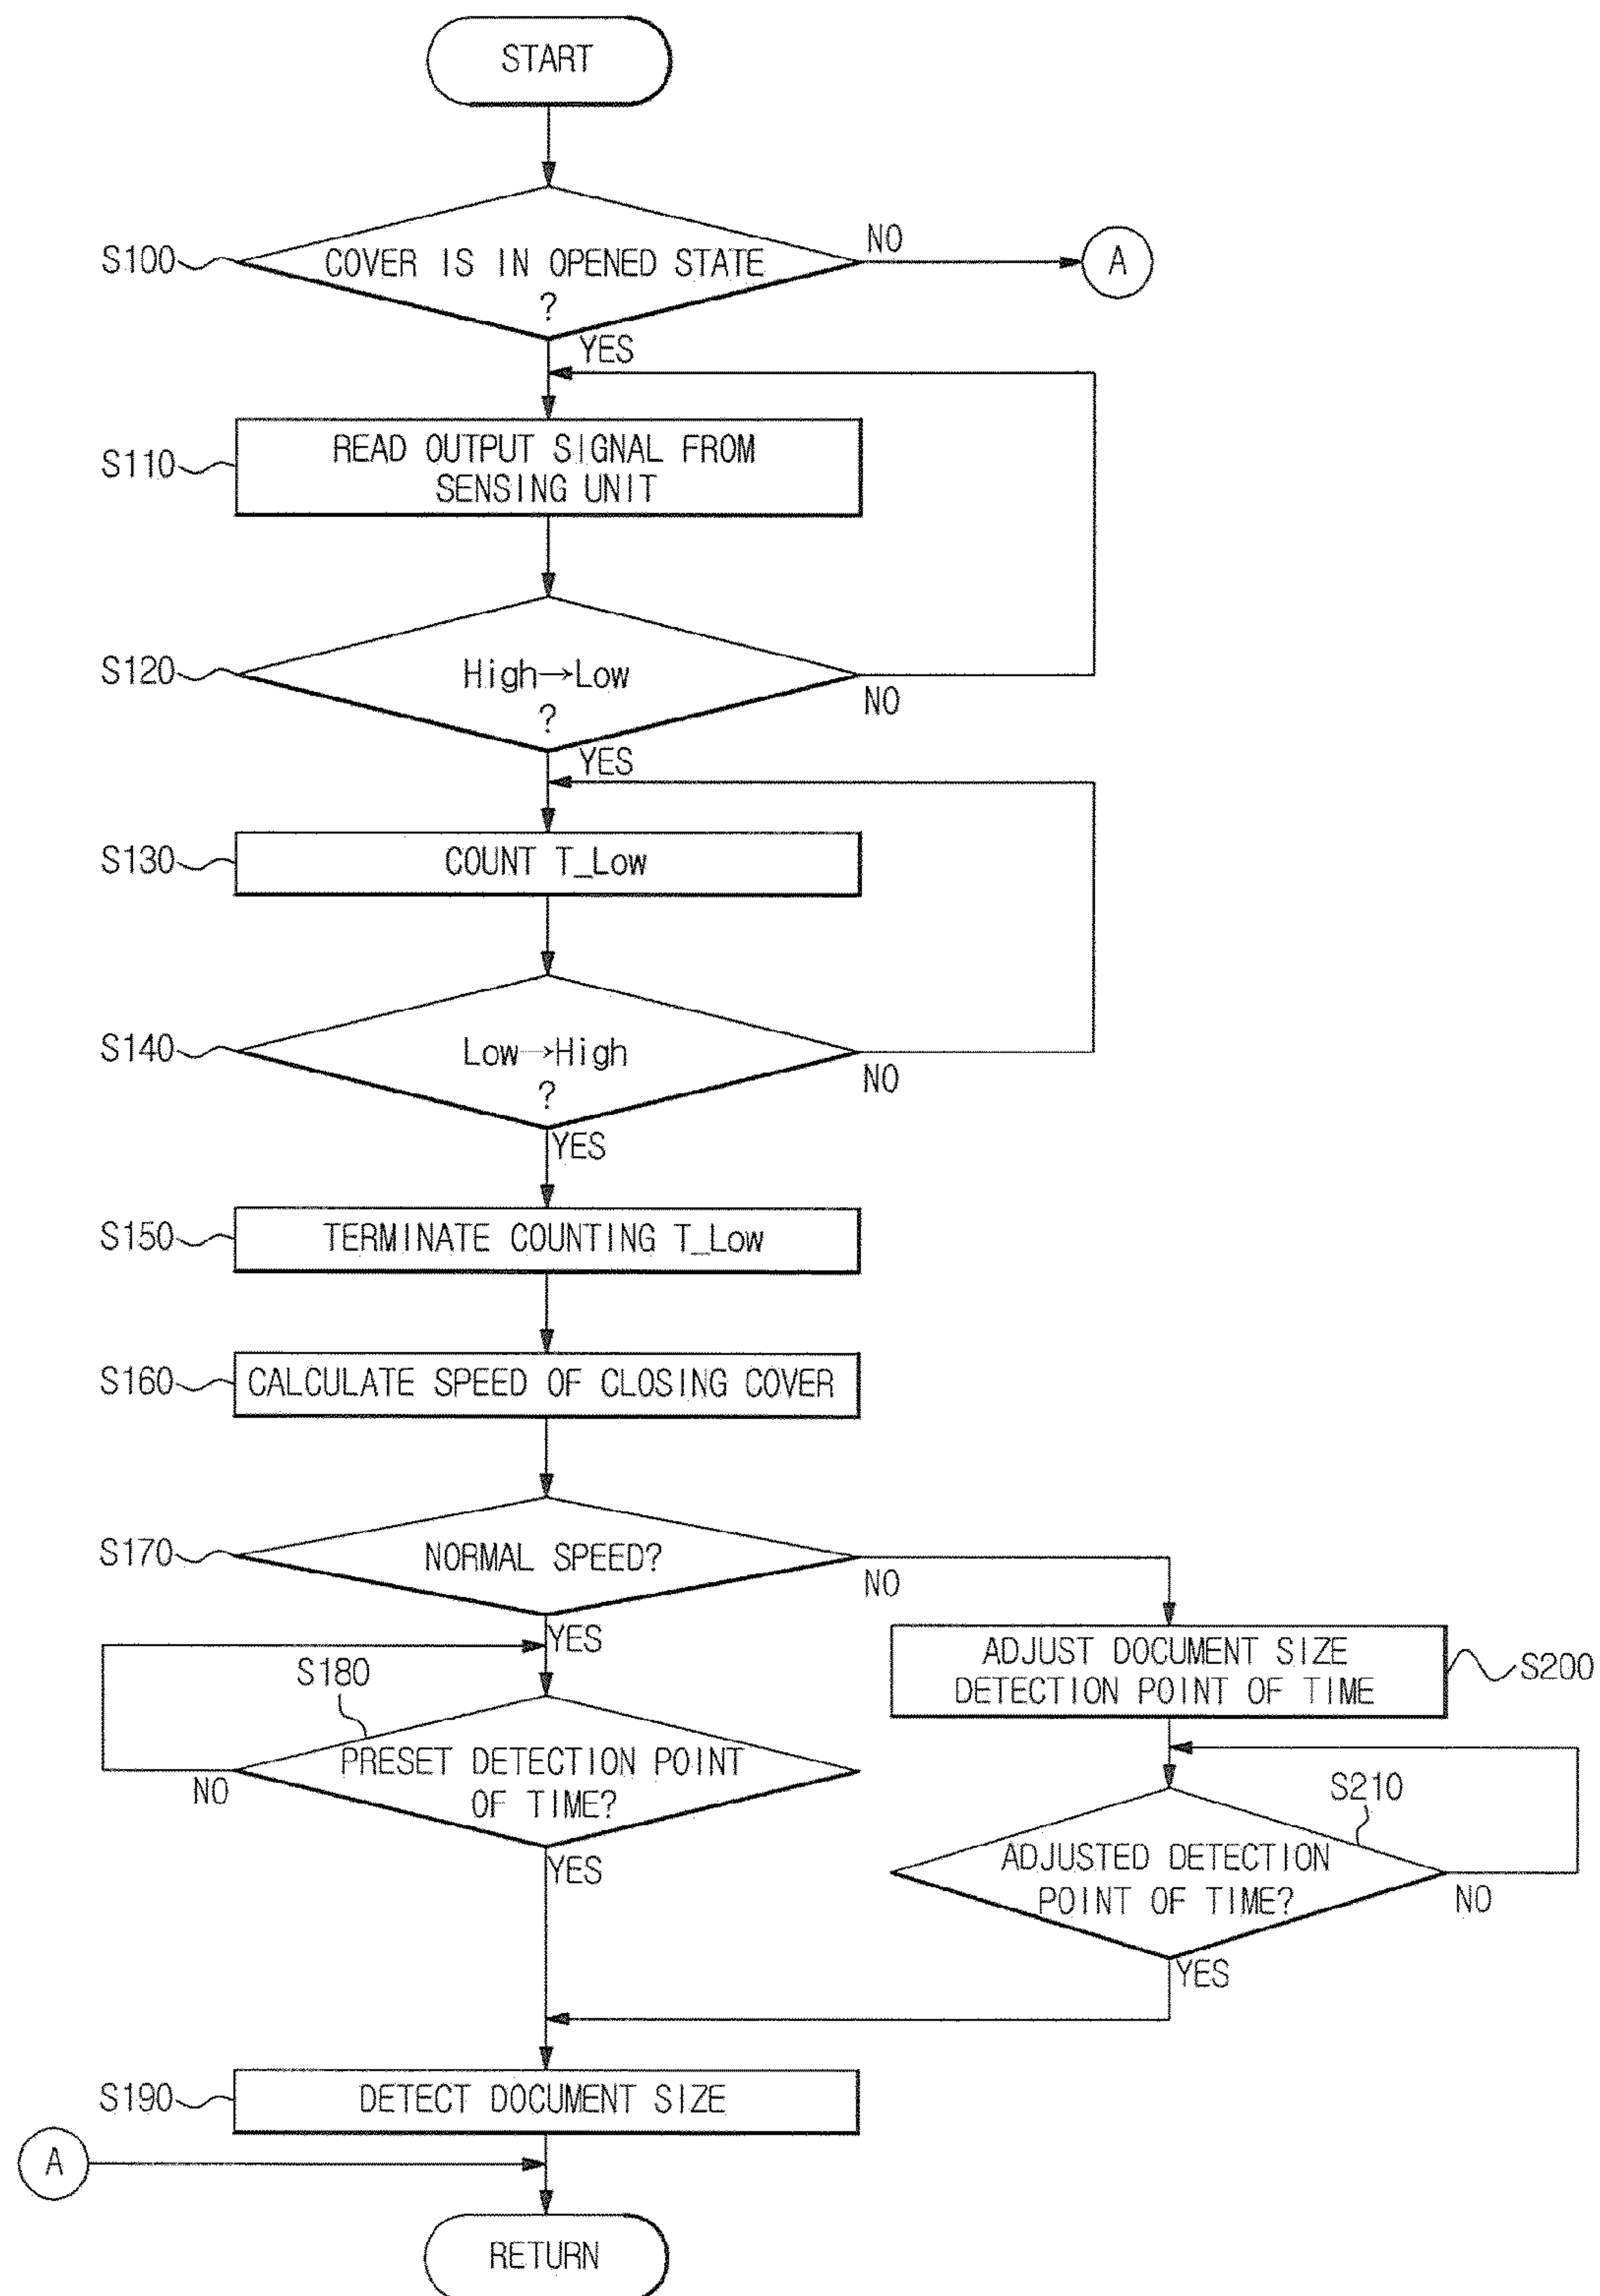 START
S100
COVER IS IN OPENED STATE
?
NO
A
YES
S110
READ OUTPUT SIGNAL FROM
SENSING UNIT
S120
High→Low
?
NO
YES
S130
COUNT T_Low
S140
Low→High
?
NO
YES
S150
TERMINATE COUNTING T_Low
S160
CALCULATE SPEED OF CLOSING COVER
S170
NORMAL SPEED?
NO
YES
ADJUST DOCUMENT SIZE
DETECTION POINT OF TIME
S200
S180
PRESET DETECTION POINT
OF TIME?
NO
YES
S210
ADJUSTED DETECTION
POINT OF TIME?
NO
YES
S190
DETECT DOCUMENT SIZE
A
RETURN